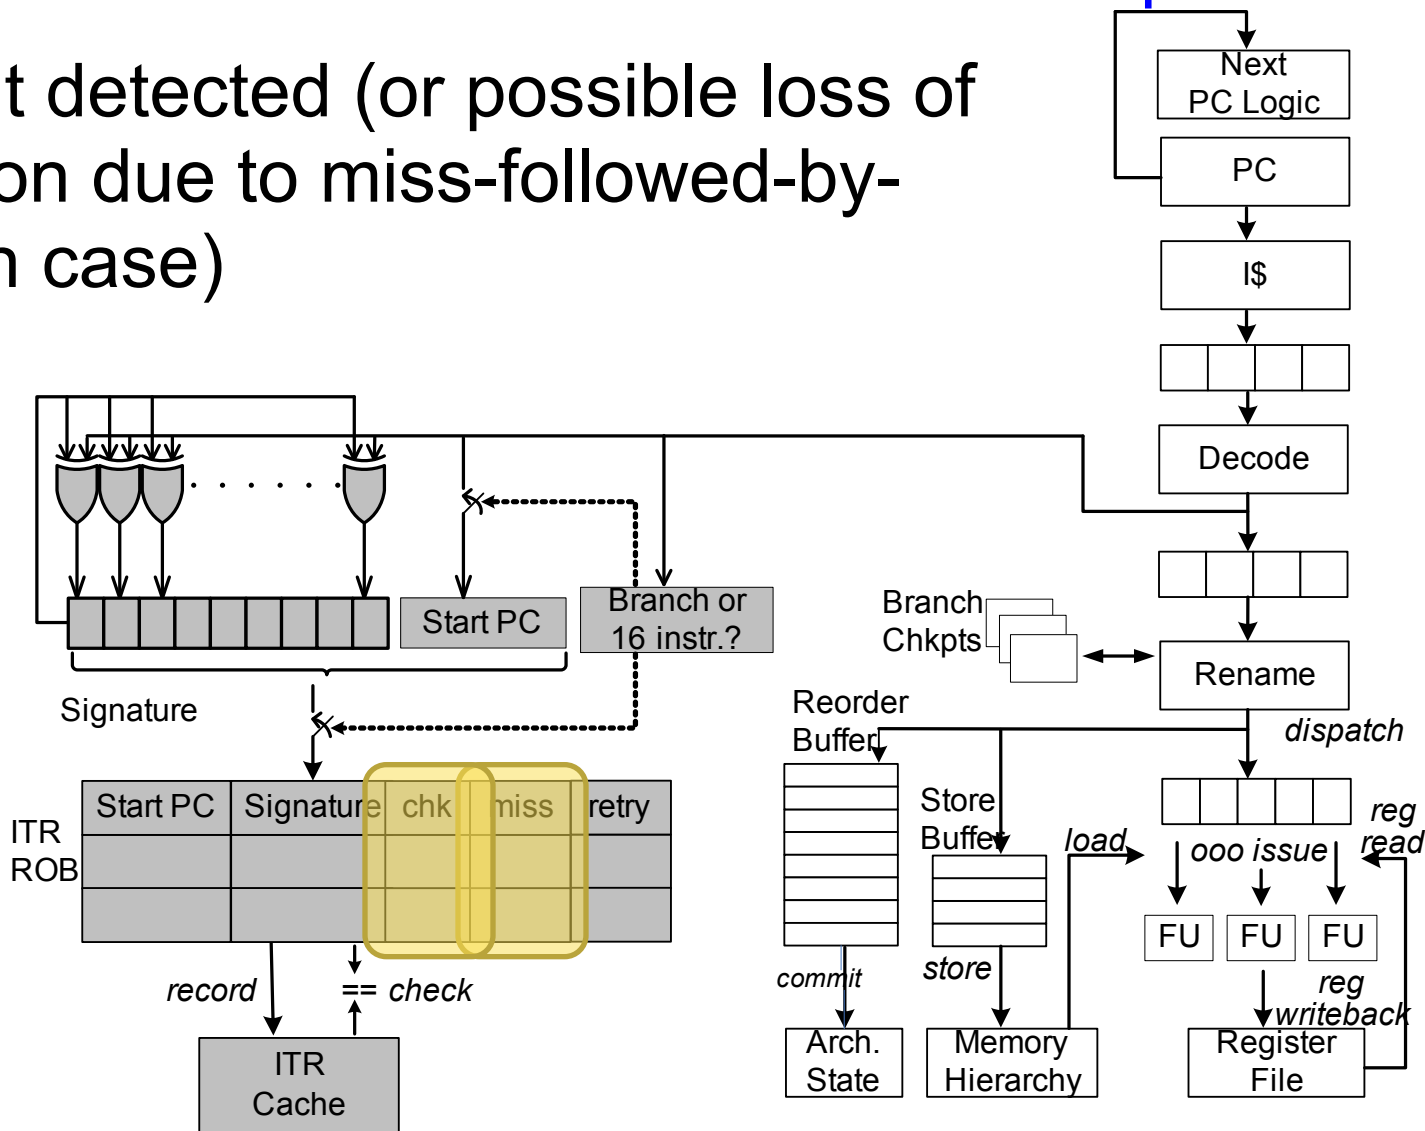 t detected (or possible loss of
on due to miss-followed-by-
n case)
Next
PC Logic
PC
I$
Decode
Branch
Chkpts
Rename
dispatch
Start PC
Branch or
16 instr.?
Signature
Reorder
Buffer
Store
Buffer
load
ooo issue
reg
read
FU FU FU
reg
writeback
ITR
ROB
Start PC Signature chk miss retry
record
== check
ITR
Cache
commit
store
Arch.
State
Memory
Hierarchy
Register
File